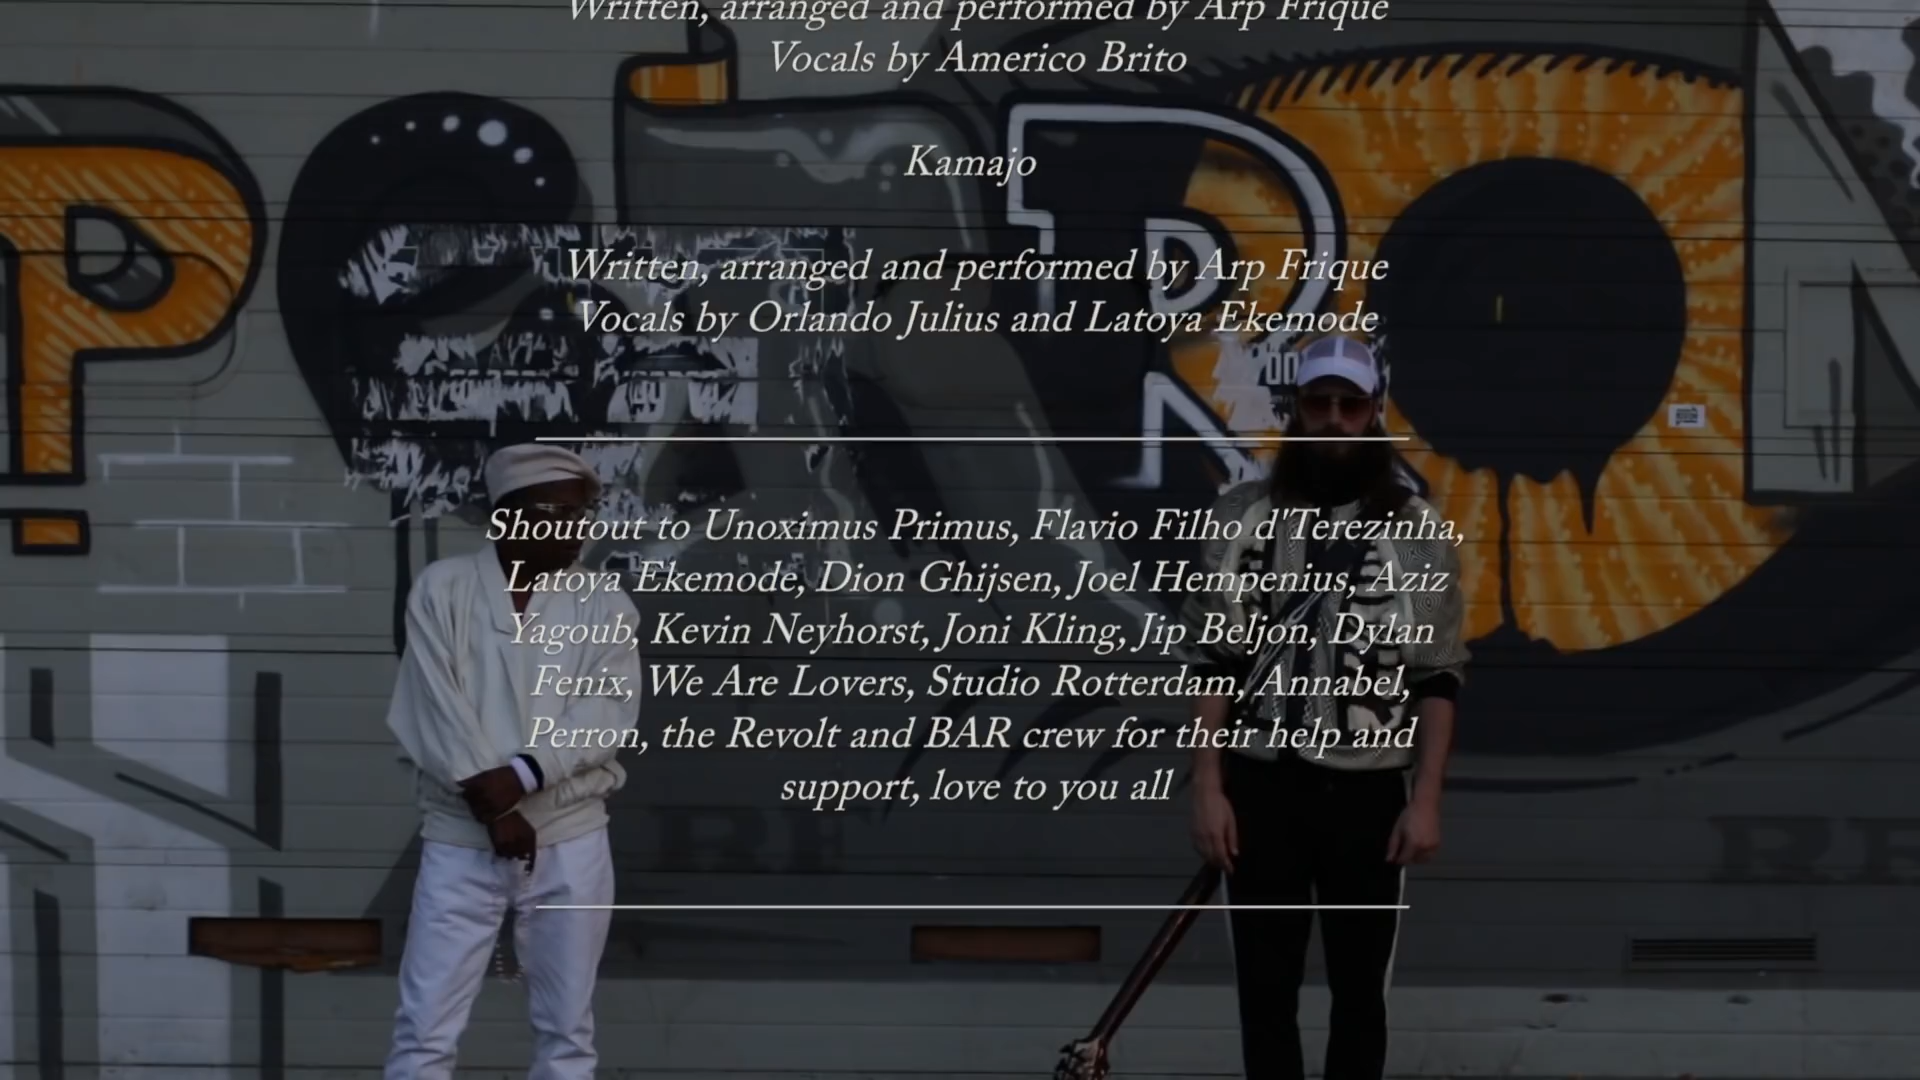 Written, arranged and performed by Arp Frique
Vocals by Americo Brito
Kamajo
Written, arranged and performed by Arp Frique
Vocals by Orlando Julius and Latoya Ekemode
Shoutout to Unoximus Primus, Flavio Filho d'Terezinha,
Latoya Ekemode, Dion Ghijsen, Joel Hempenius, Aziz
Yagoub, Kevin Neyhorst, Joni Kling, Jip Beljon, Dylan
Fenix, We Are Lovers, Studio Rotterdam, Annabel,
Perron, the Revolt and BAR crew for their help and
support, love to you all